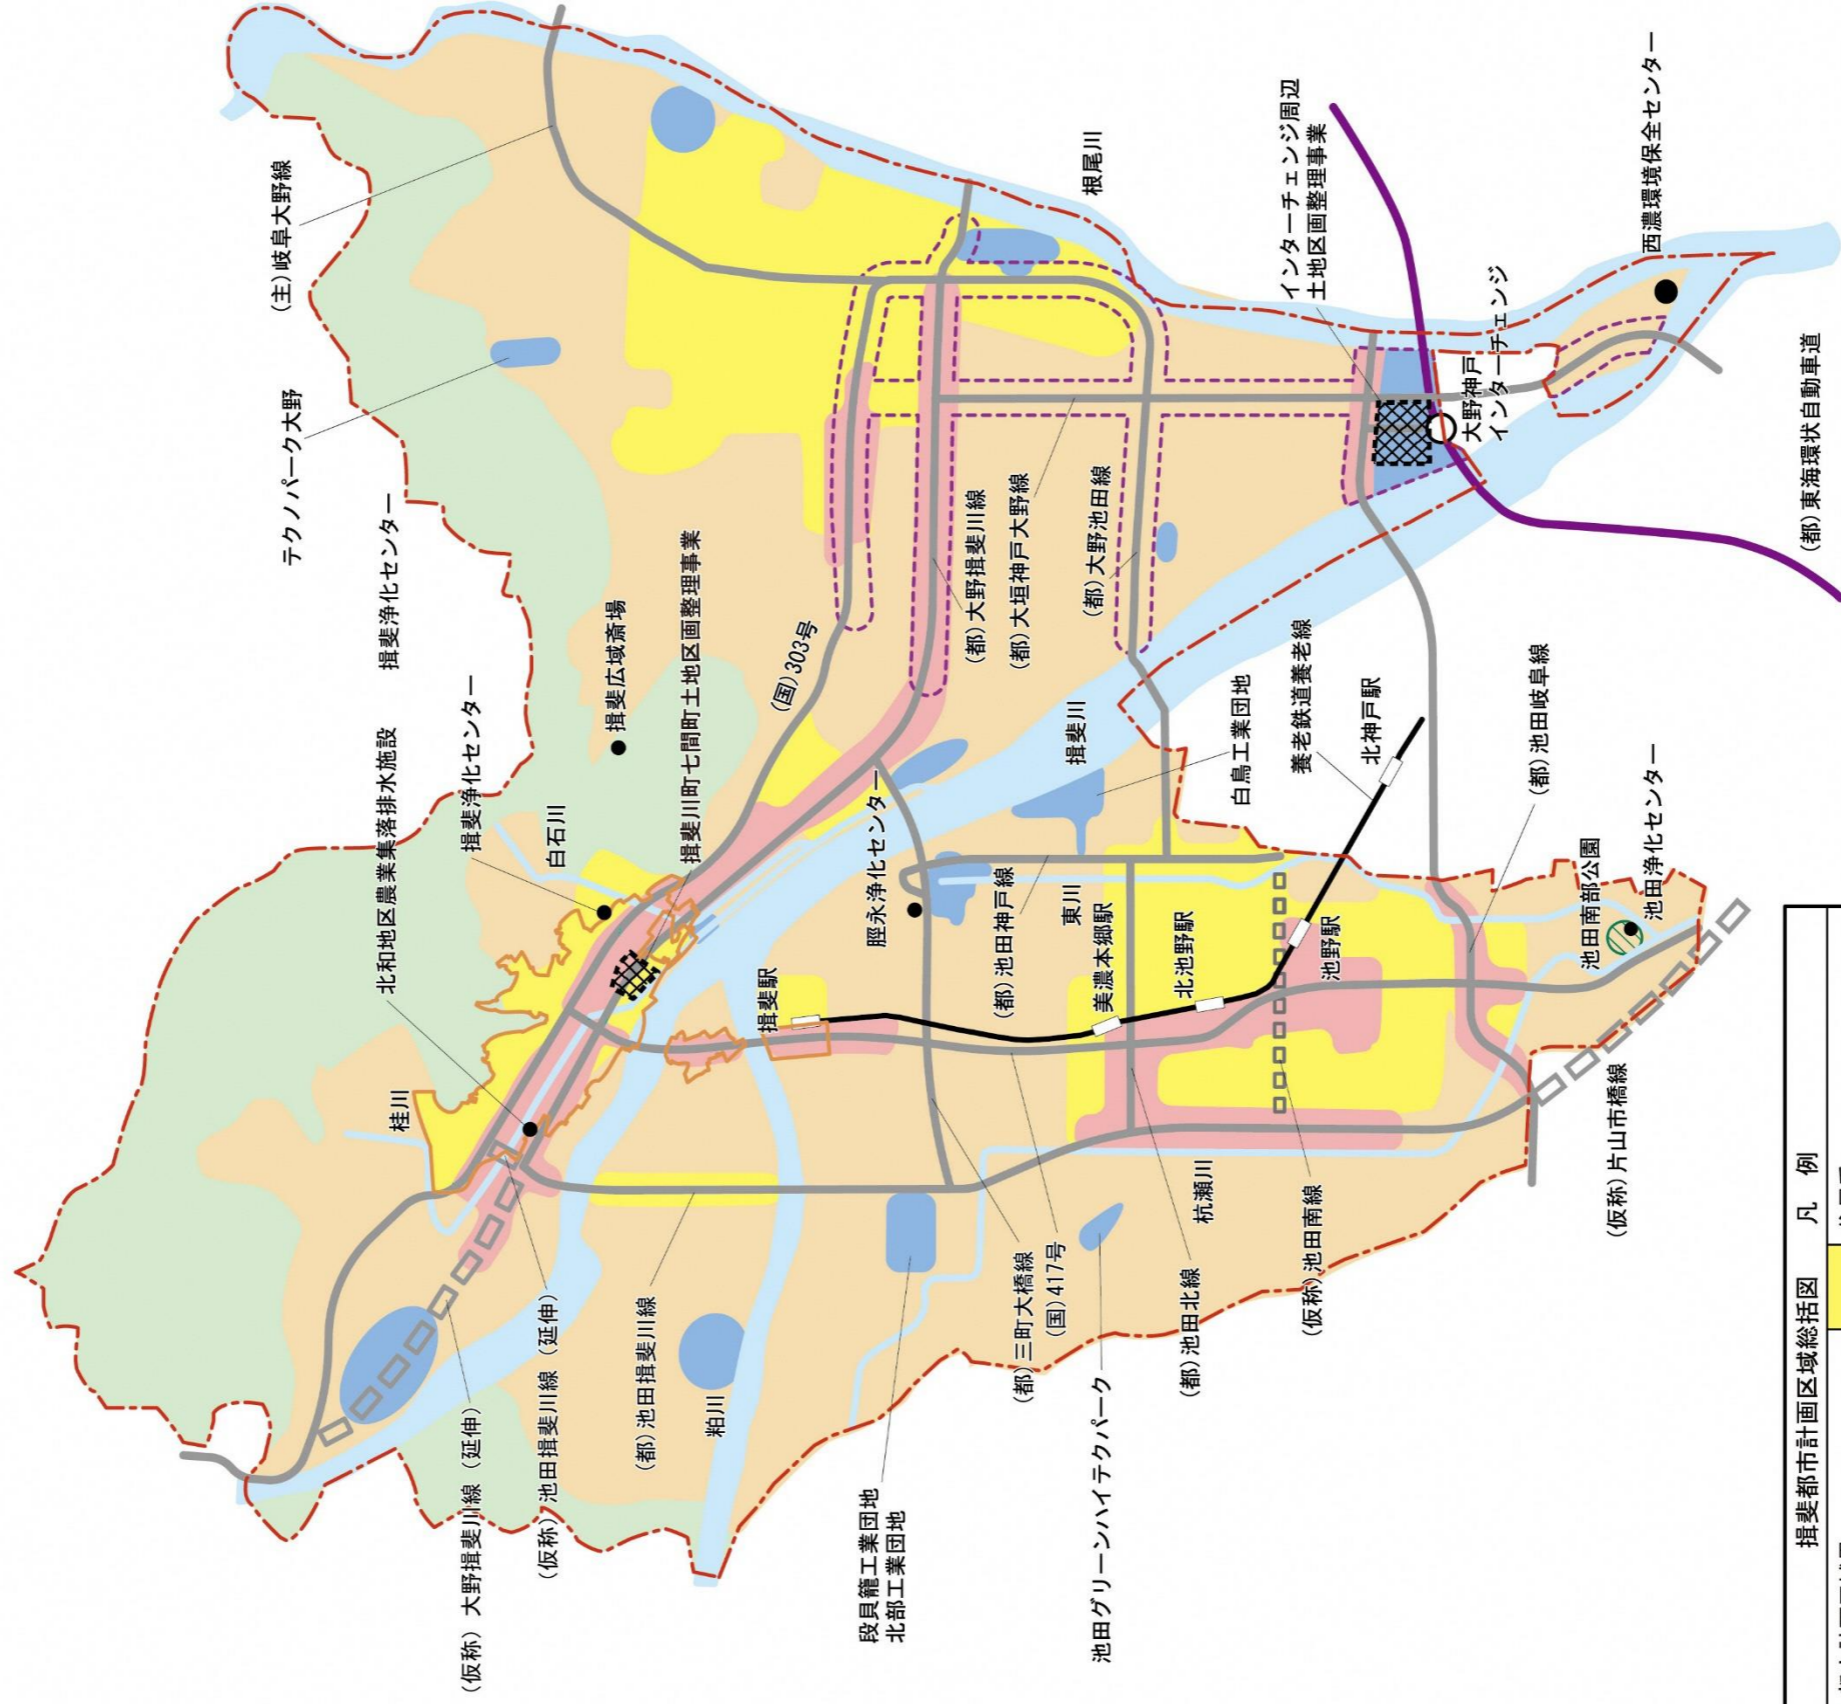 (主)岐阜大野線
テクノパーク大野
揖斐浄化センター
揖斐広域斎場
揖斐川町七間町土地区画整理事業
北和地区農業集落排水施設
揖斐浄化センター
白石川
桂川
(国)303号
根尾川
インターチェンジ周辺
土地区画整理事業
西濃環境保全センター
大野神戸
インターチェンジ
(都)東海環状自動車道
(都)大野揖斐川線
(都)大垣神戸大野線
(都)大野池田線
揖斐川
白鳥工業団地
養老鉄道養老線
北神戸駅
(都)池田岐阜線
池田南部公園
池田浄化センター
脛永浄化センター
(都)池田神戸線
東川
美濃本郷駅
北池野駅
池野駅
揖斐駅
(仮称)片山市橋線
杭瀬川
(仮称)池田南線
(都)池田北線
(都)三町大橋線
(国)417号
池田グリーンハイテクパーク
段貝籠工業団地
北部工業団地
粕川
(都)池田揖斐川線
(仮称)池田揖斐川線(延伸)
(仮称) 大野揖斐川線(延伸)
揖斐都市計画区域総括図 凡 例